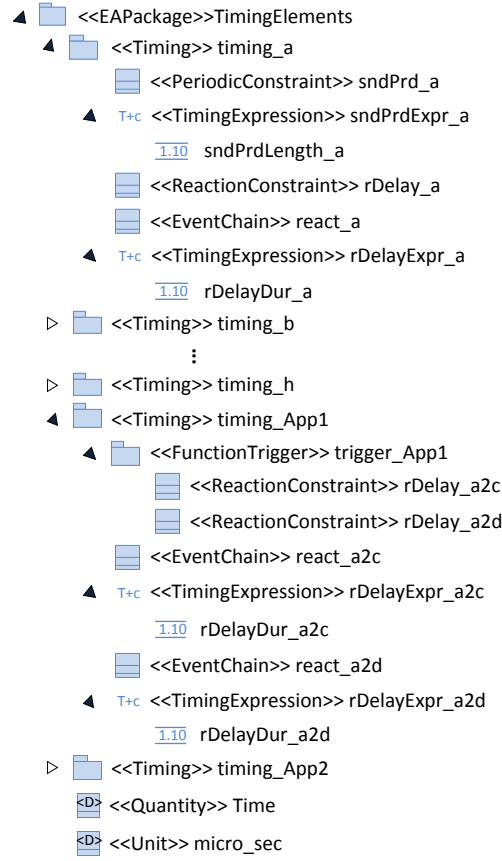 <<EAPackage>>TimingElements
<<Timing>> timing_a
<<PeriodicConstraint>> sndPrd_a
T+c <<TimingExpression>> sndPrdExpr_a
1.10 sndPrdLength_a
<<ReactionConstraint>> rDelay_a
<<EventChain>> react_a
T+c <<TimingExpression>> rDelayExpr_a
1.10 rDelayDur_a
<<Timing>> timing_b
⋮
<<Timing>> timing_h
<<Timing>> timing_App1
<<FunctionTrigger>> trigger_App1
<<ReactionConstraint>> rDelay_a2c
<<ReactionConstraint>> rDelay_a2d
<<EventChain>> react_a2c
T+c <<TimingExpression>> rDelayExpr_a2c
1.10 rDelayDur_a2c
<<EventChain>> react_a2d
T+c <<TimingExpression>> rDelayExpr_a2d
1.10 rDelayDur_a2d
<<Timing>> timing_App2
<D> <<Quantity>> Time
<D> <<Unit>> micro_sec